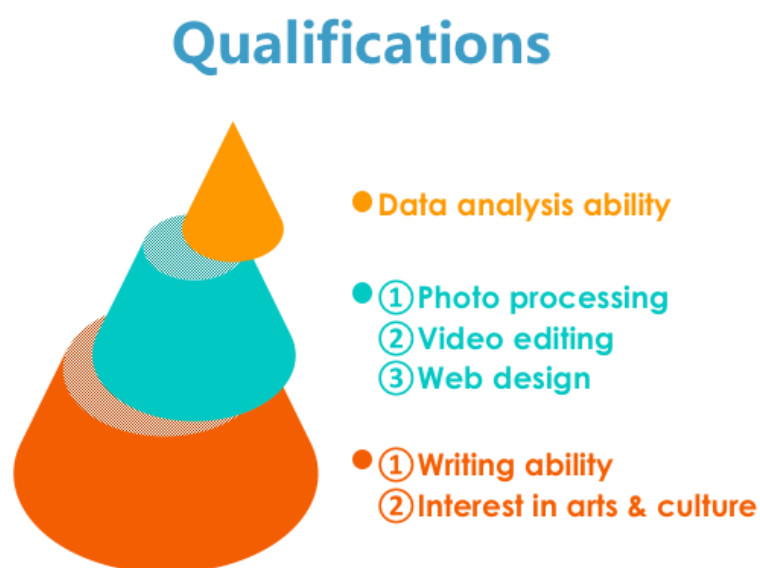 Qualifications
Data analysis ability
①Photo processing
②Video editing
③Web design
①Writing ability
②Interest in arts & culture